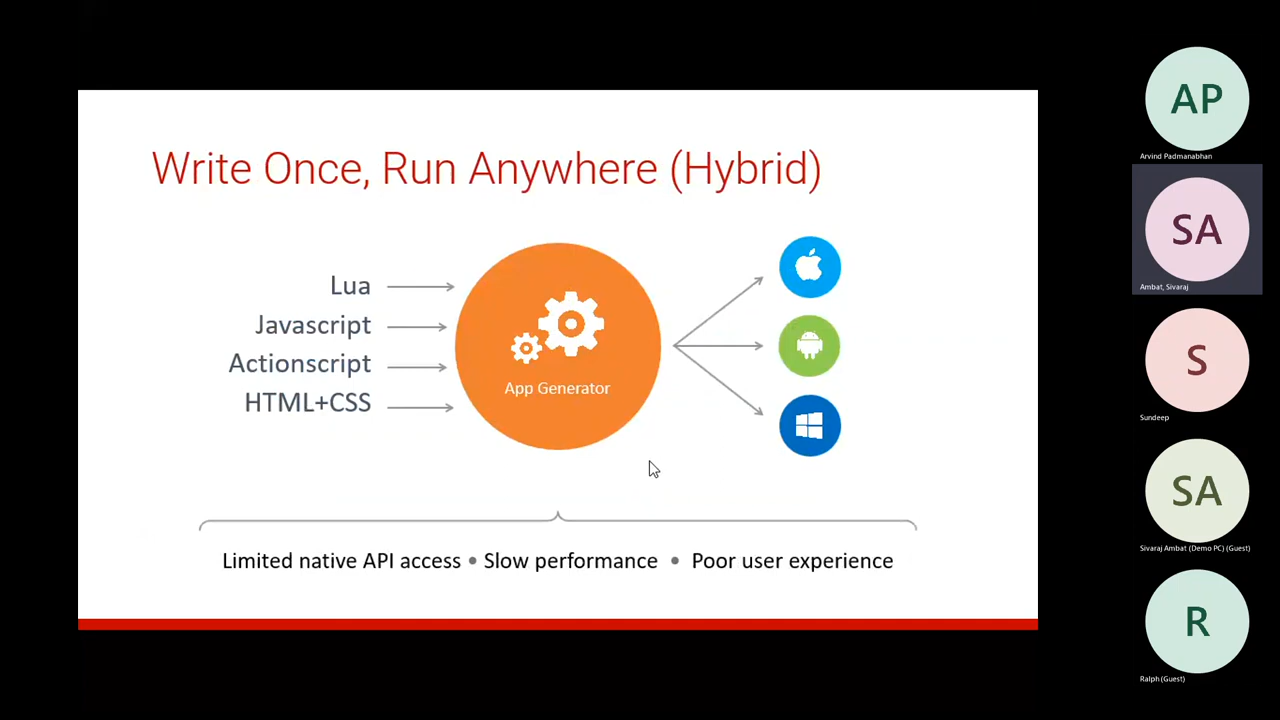 Write Once, Run Anywhere (Hybrid)
Lua
Javascript
Actionscript
HTML+CSS
App Generator
Limited native API access • Slow performance • Poor user experience
AP
Arvind Padmanabhan
SA
Ambat, Sivaraj
S
Sundeep
SA
Sivaraj Ambat (Demo PC) (Guest)
R
Ralph (Guest)